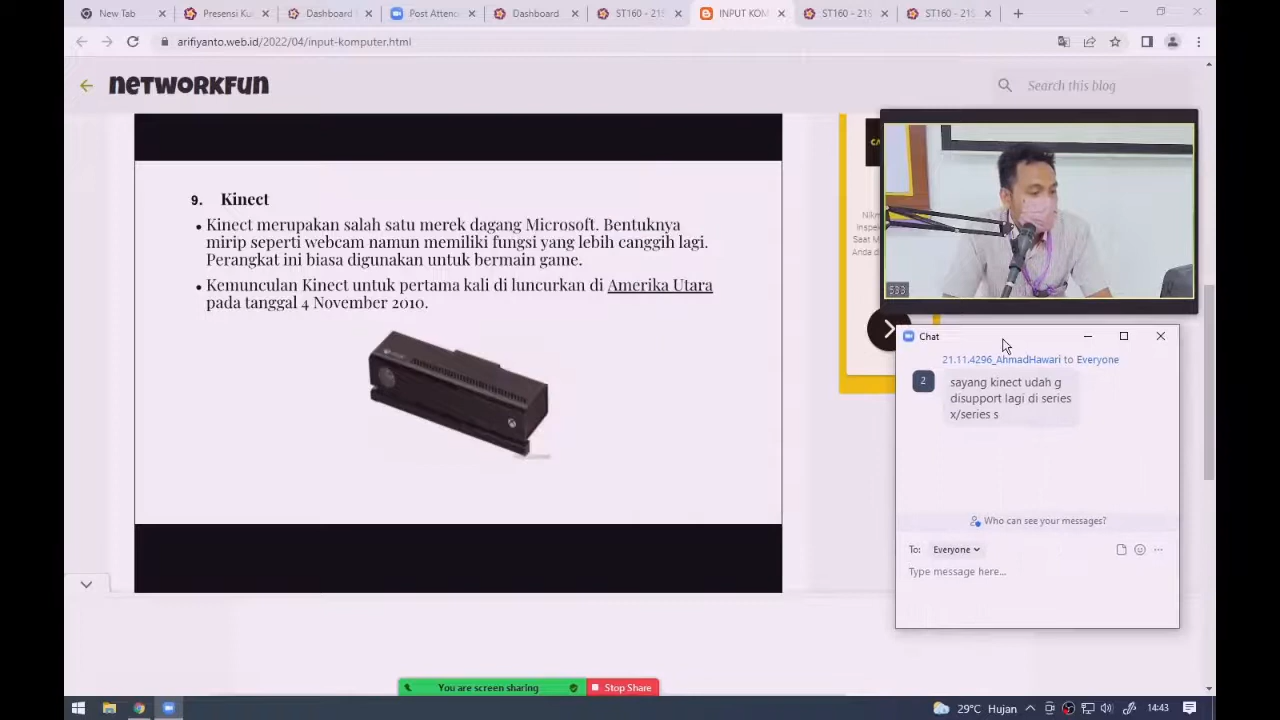 New Tab
Presensi Ku
Dashboard
Post Attend
Dashboard
ST160 - 21S
INPUT KOM
ST160 - 21S
ST160 - 21S
arifiyanto.web.id/2022/04/input-komputer.html
NETWORKFUN
Search this blog
9. Kinect
• Kinect merupakan salah satu merek dagang Microsoft. Bentuknya
mirip seperti webcam namun memiliki fungsi yang lebih canggih lagi.
Perangkat ini biasa digunakan untuk bermain game.
• Kemunculan Kinect untuk pertama kali di luncurkan di Amerika Utara
pada tanggal 4 November 2010.
Inspe
Saat M
Anda d
Chat
21.11.4296_AhmadHawari to Everyone
2
sayang kinect udah g
disupport lagi di series
x/series s
Who can see your messages?
To: Everyone
Type message here...
You are screen sharing
Stop Share
29°C Hujan
14:43